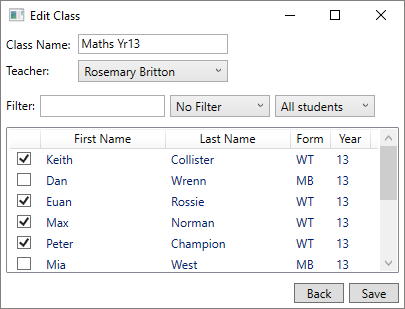 Edit Class
Class Name: Maths Yr13
Teacher: Rosemary Britton
Filter: No Filter All students
First Name Last Name Form Year
Keith Collister WT 13
Dan Wrenn MB 13
Euan Rossie WT 13
Max Norman WT 13
Peter Champion WT 13
Mia West MB 13
Back Save